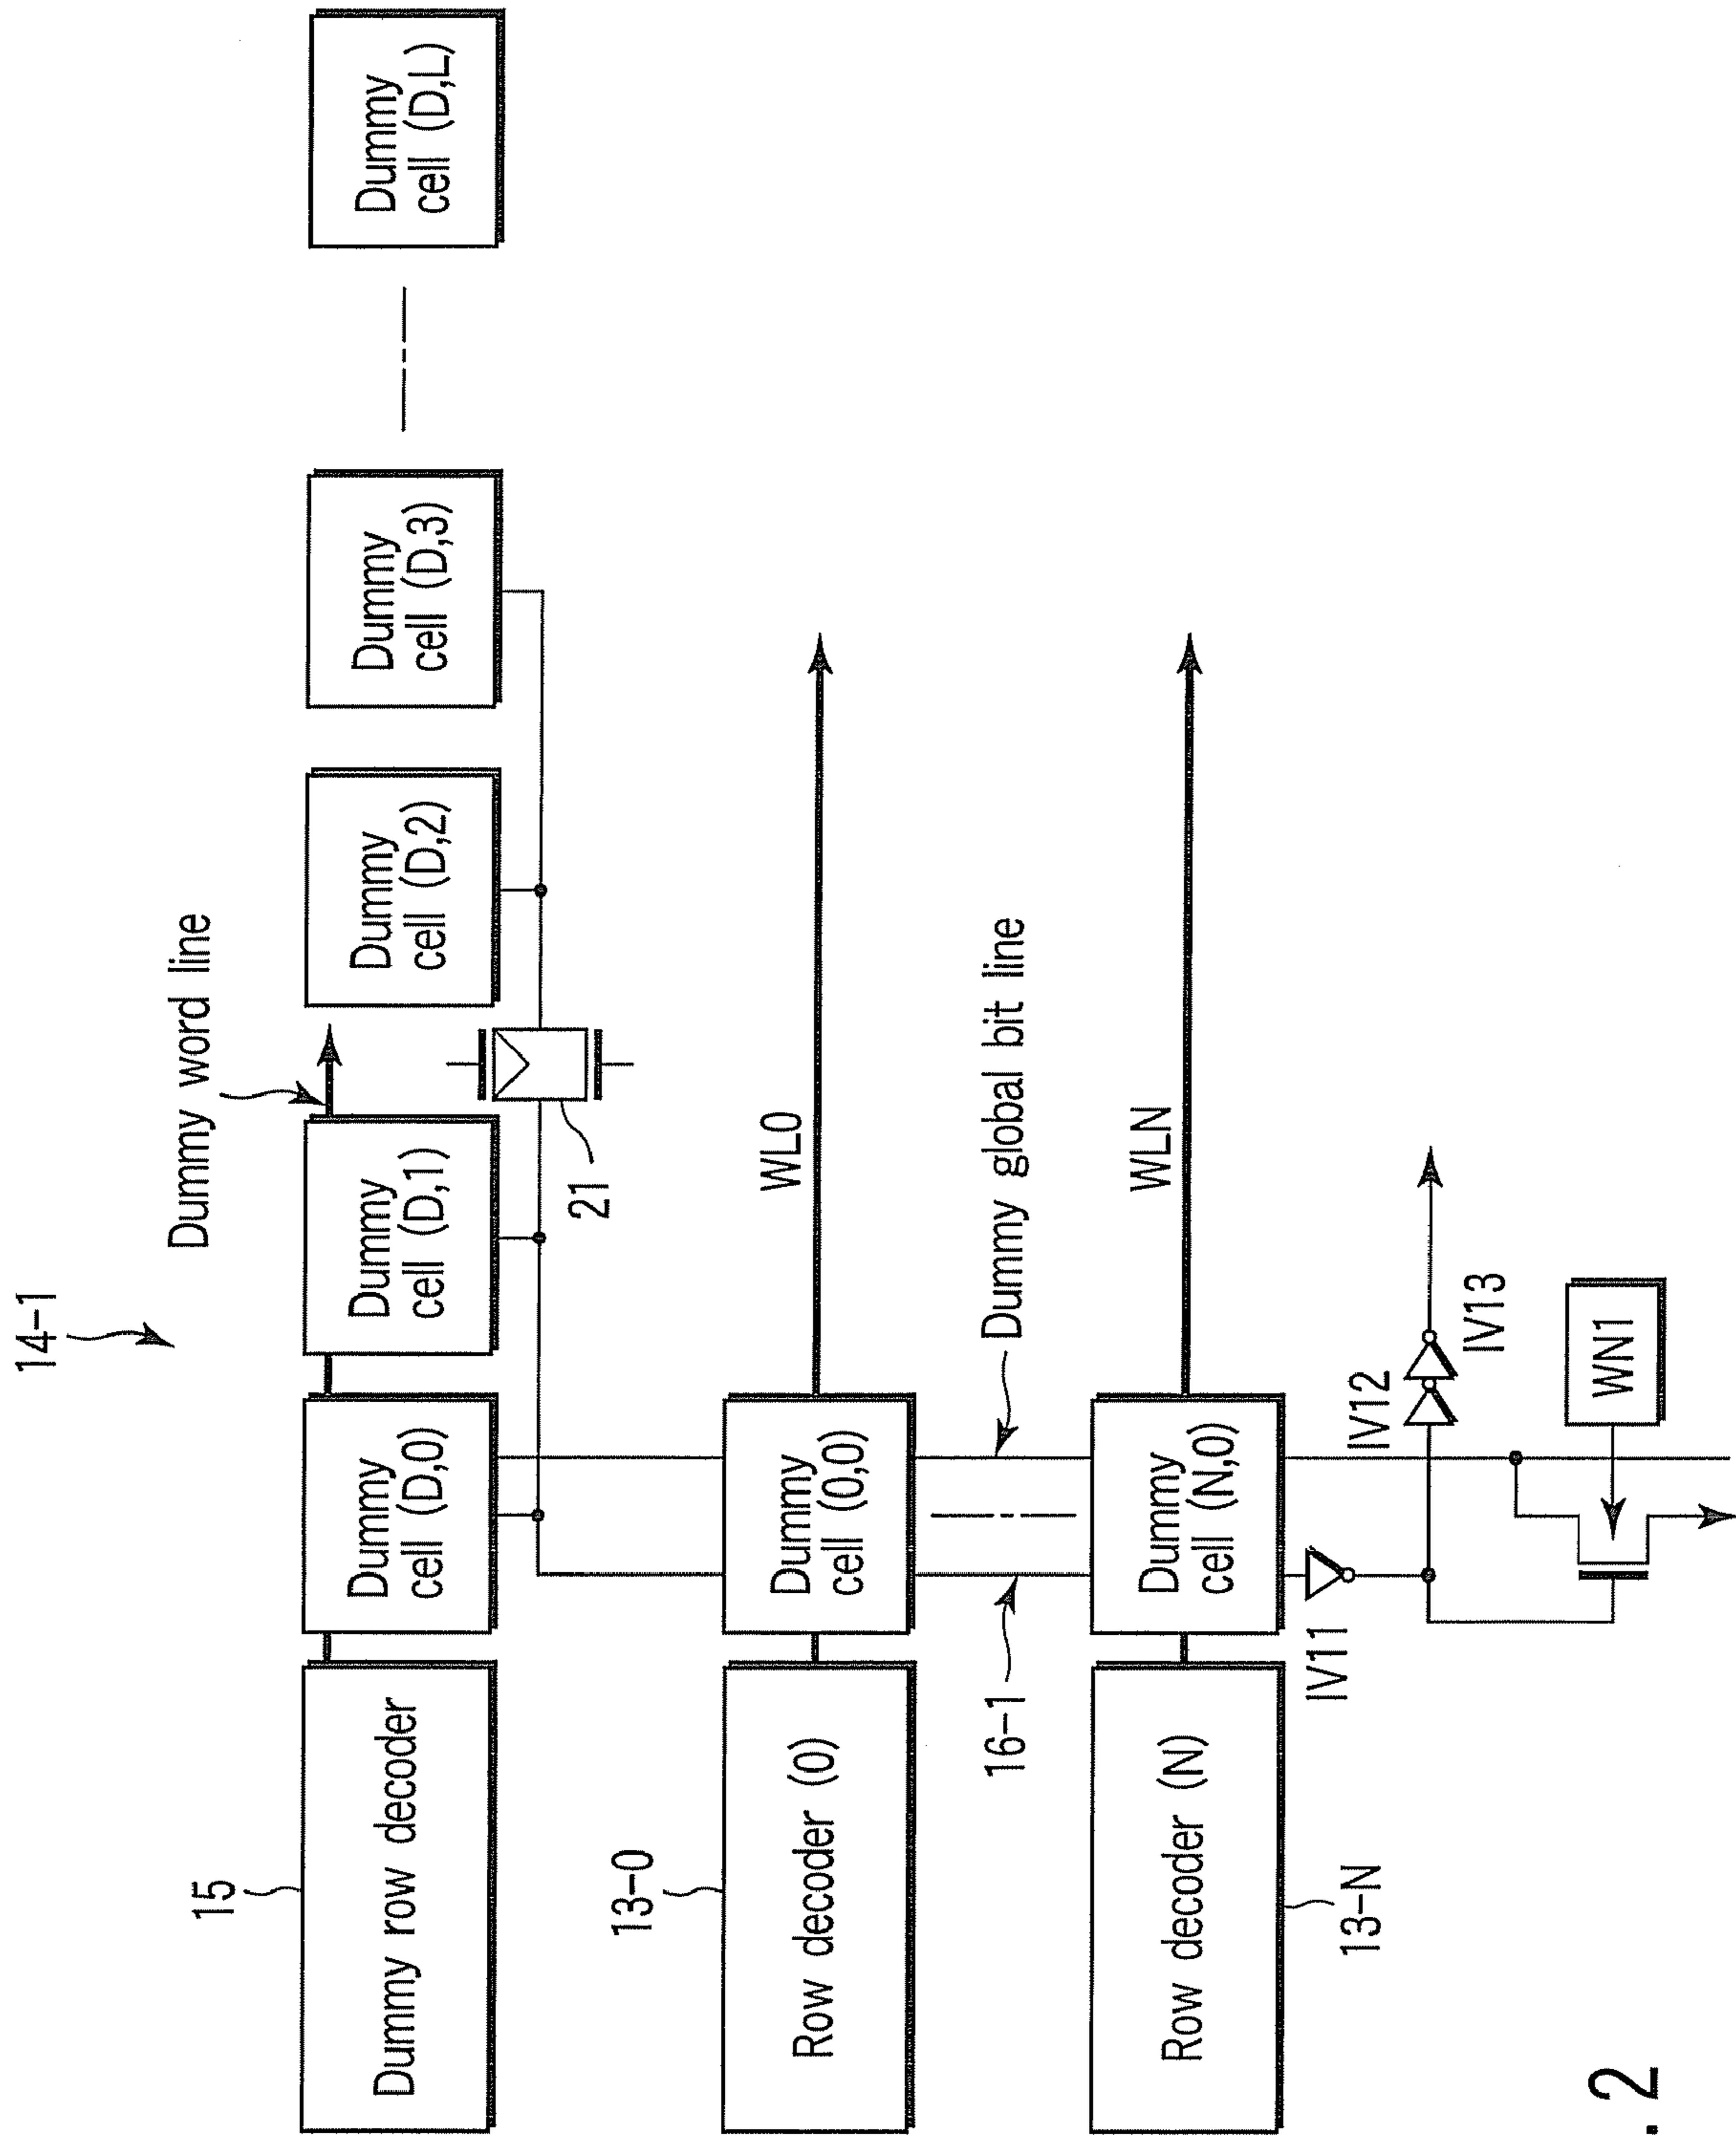 14-1
15
Dummy row decoder
Dummy
cell (D,0)
Dummy
cell (D,1)
Dummy word line
Dummy
cell (D,2)
Dummy
cell (D,3)
Dummy
cell (D,L)
21
13-0
Row decoder (0)
Dummy
cell (0,0)
WL0
16-1
Dummy global bit line
13-N
Row decoder (N)
Dummy
cell (N,0)
WLN
IV11
IV12
IV13
WN1
. 2